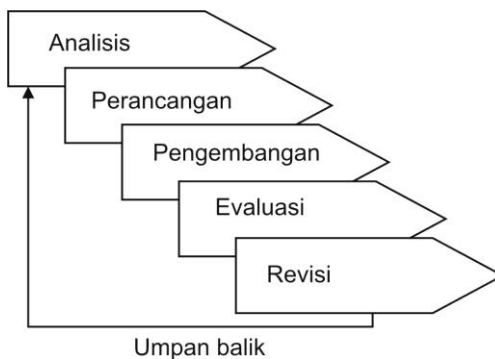 Analisis
Perancangan
Pengembangan
Evaluasi
Revisi
Umpan balik